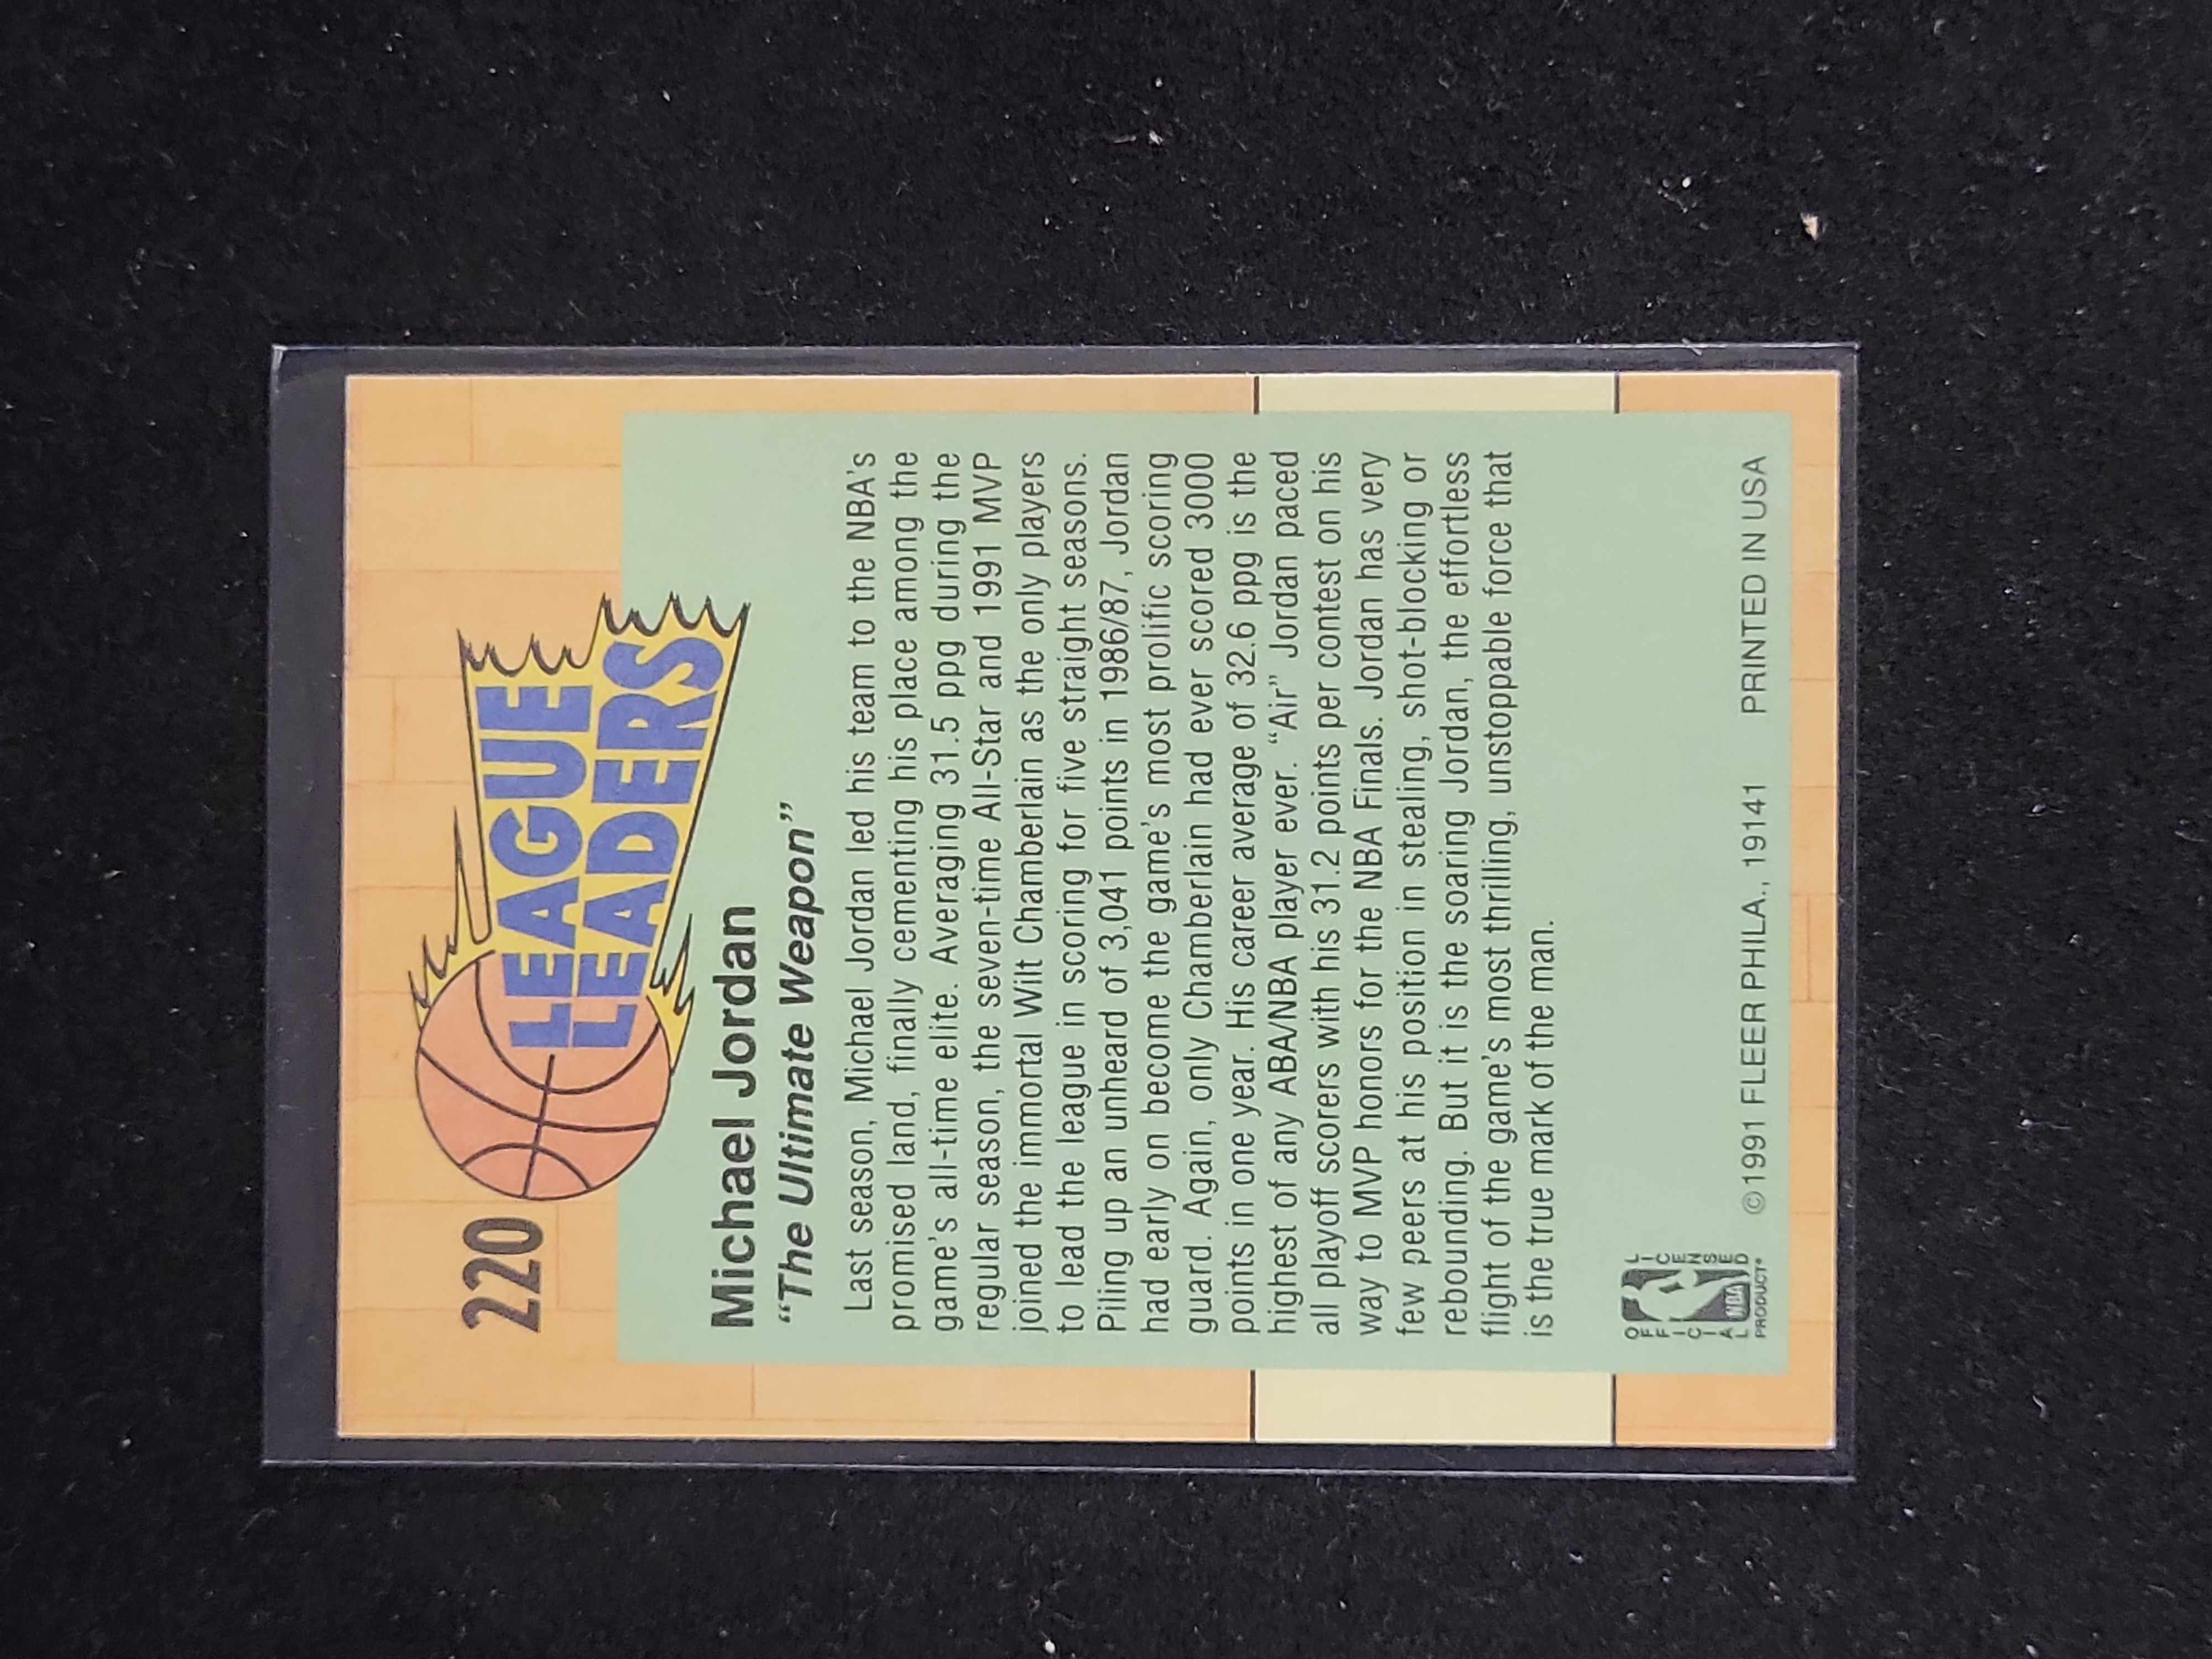 220
LEAGUE
LEADERS
Michael Jordan
“The Ultimate Weapon”
Last season, Michael Jordan led his team to the NBA's
promised land, finally cementing his place among the
game's all-time elite. Averaging 31.5 ppg during the
regular season, the seven-time All-Star and 1991 MVP
joined the immortal Wilt Chamberlain as the only players
to lead the league in scoring for five straight seasons.
Piling up an unheard of 3,041 points in 1986/87, Jordan
had early on become the game's most prolific scoring
guard. Again, only Chamberlain had ever scored 3000
points in one year. His career average of 32.6 ppg is the
highest of any ABA/NBA player ever. “Air” Jordan paced
all playoff scorers with his 31.2 points per contest on his
way to MVP honors for the NBA Finals. Jordan has very
few peers at his position in stealing, shot-blocking or
rebounding. But it is the soaring Jordan, the effortless
flight of the game's most thrilling, unstoppable force that
is the true mark of the man.
OFFICIAL LICENSED
NBA
PRODUCT®
©1991 FLEER PHILA., 19141 PRINTED IN USA